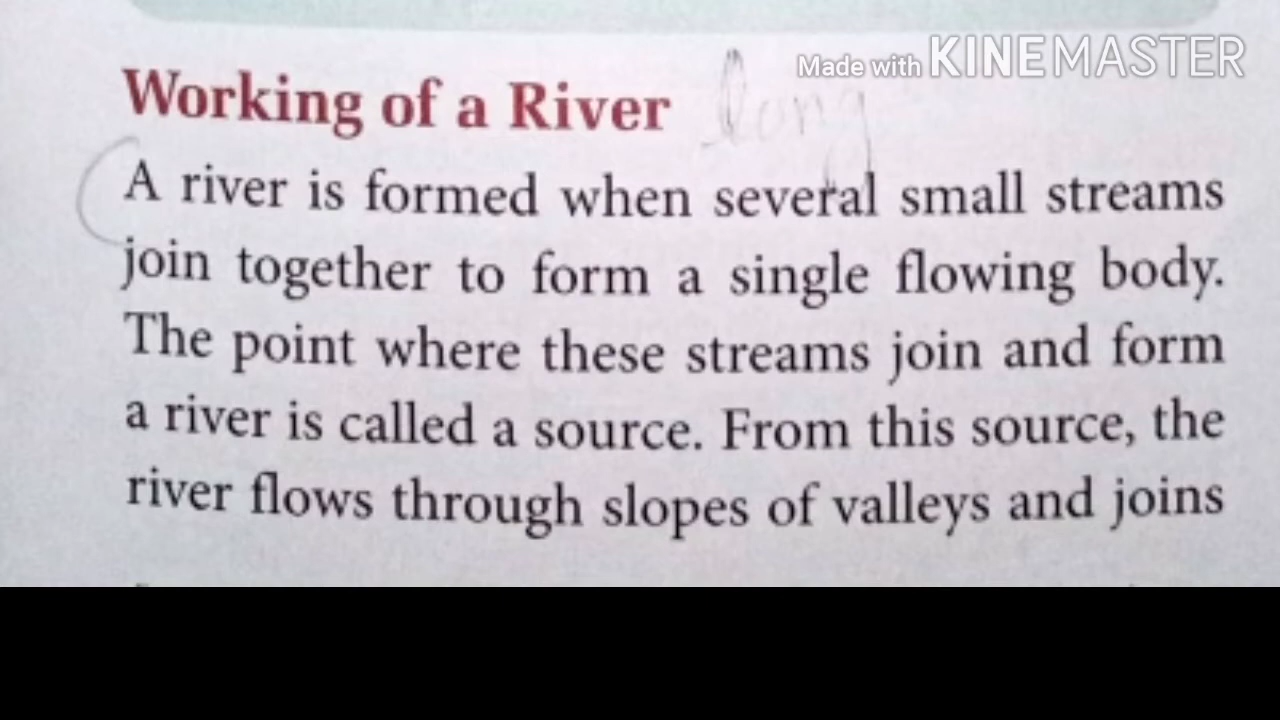 Made with KINEMASTER
Working of a River long
A river is formed when several small streams
join together to form a single flowing body.
The point where these streams join and form
a river is called a source. From this source, the
river flows through slopes of valleys and joins